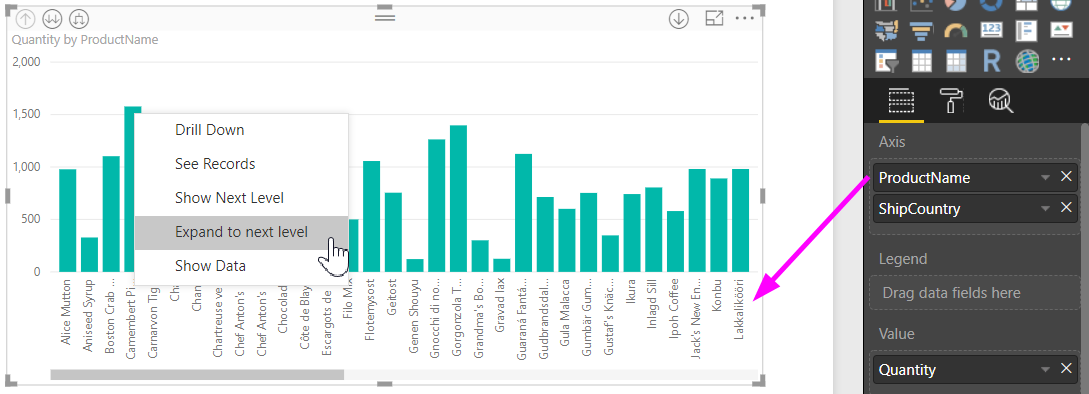 Quantity by ProductName
2,000
1,500
1,000
500
0
Drill Down
See Records
Show Next Level
Expand to next level
Show Data
Alice Mutton
Aniseed Syrup
Boston Crab ...
Camembert Pi...
Carnarvon Tig
Cha
Chan
Chartreuse ve
Chef Anton's
Chef Anton's
Chocolad
Côte de Blay
Escargots de
Filo Mix
Flotemysost
Geitost
Genen Shouyu
Gnocchi di no...
Gorgonzola T...
Grandma's Bo...
Gravad lax
Guaraná Fantá...
Gudbrandsdal...
Gula Malacca
Gumbär Gum...
Gustaf's Knäc...
Ikura
Inlagd Sill
Ipoh Coffee
Jack's New En...
Konbu
Lakkalikööri
123
R
Axis
ProductName
ShipCountry
Legend
Drag data fields here
Value
Quantity